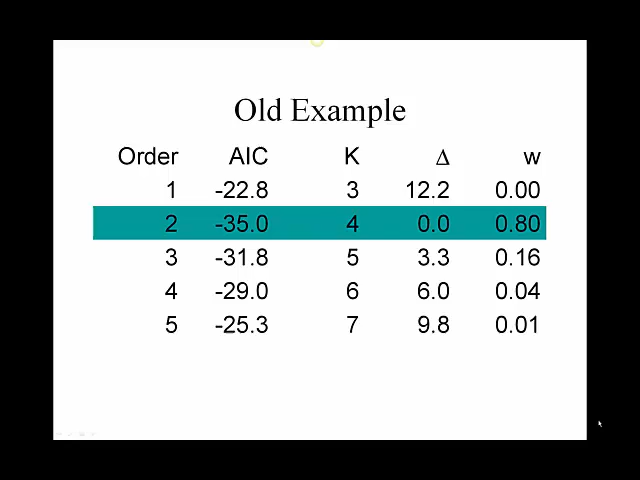 Old Example
Order AIC K Δ w
1 -22.8 3 12.2 0.00
2 -35.0 4 0.0 0.80
3 -31.8 5 3.3 0.16
4 -29.0 6 6.0 0.04
5 -25.3 7 9.8 0.01